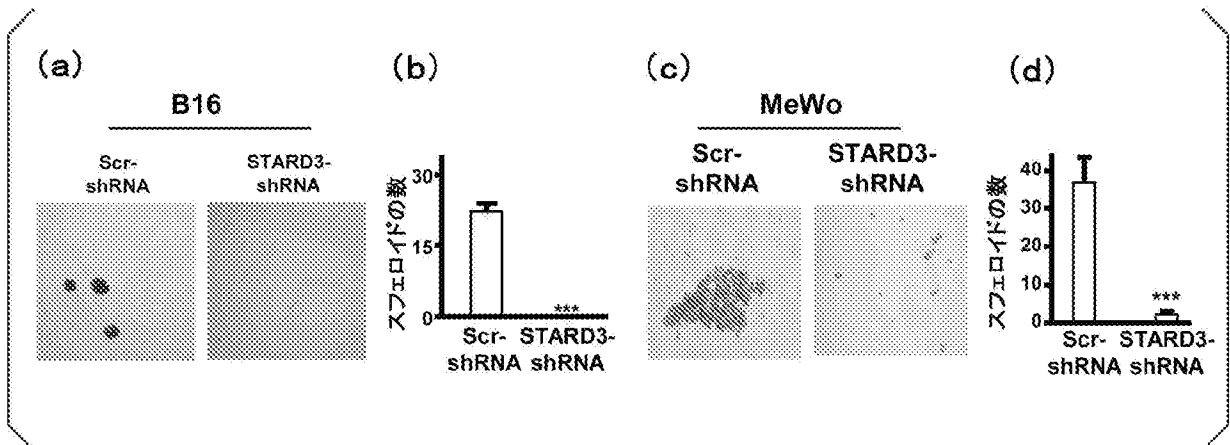 (a)
B16
Scr-
shRNA
STARD3-
shRNA
(b)
スフェロイドの数
30
15
0
***
Scr-
shRNA
STARD3-
shRNA
(c)
MeWo
Scr-
shRNA
STARD3-
shRNA
(d)
スフェロイドの数
40
30
20
10
0
***
Scr-
shRNA
STARD3-
shRNA